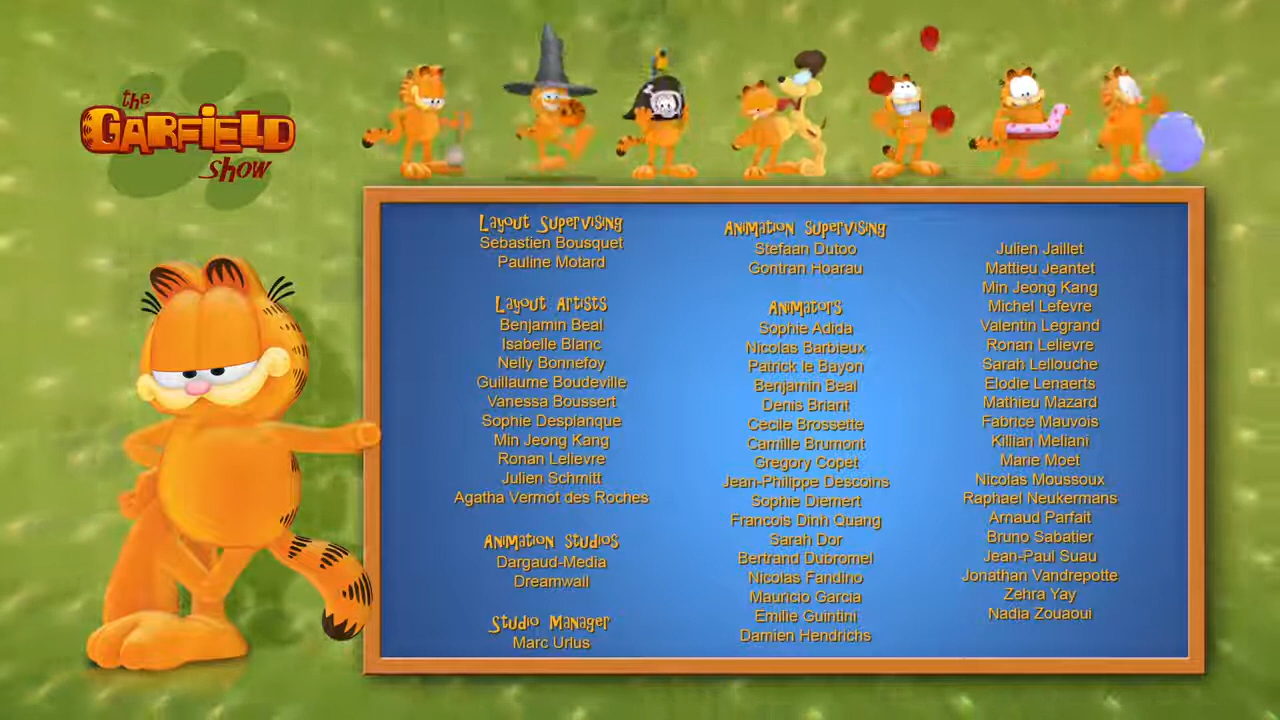 the
GARFIELD
show
Layout Supervising
Sebastien Bousquet
Pauline Motard
Layout Artists
Benjamin Beal
Isabelle Blanc
Nelly Bonnefoy
Guillaume Boudeville
Vanessa Boussert
Sophie Desplanque
Min Jeong Kang
Ronan Lelievre
Julien Schmitt
Agatha Vermot des Roches
Animation Studios
Dargaud-Media
Dreamwall
Studio Manager
Marc Urlus
Animation Supervising
Stefaan Dutoo
Gontran Hoarau
Animators
Sophie Adida
Nicolas Barbieux
Patrick le Bayon
Benjamin Beal
Denis Briant
Cecile Brossette
Camille Brumont
Gregory Copet
Jean-Philippe Descoins
Sophie Diemert
Francois Dinh Quang
Sarah Dor
Bertrand Dubromel
Nicolas Fandino
Mauricio Garcia
Emilie Guintini
Damien Hendrichs
Julien Jaillet
Mattieu Jeantet
Min Jeong Kang
Michel Lefevre
Valentin Legrand
Ronan Lelievre
Sarah Lellouche
Elodie Lenaerts
Mathieu Mazard
Fabrice Mauvois
Killian Meliani
Marie Moet
Nicolas Moussoux
Raphael Neukermans
Arnaud Parfait
Bruno Sabatier
Jean-Paul Suau
Jonathan Vandrepotte
Zehra Yay
Nadia Zouaoui